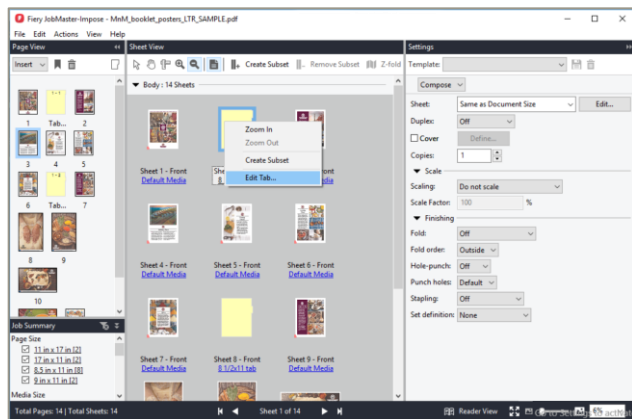 Fiery JobMaster-Impose - MnM_booklet_posters_LTR_SAMPLE.pdf
File Edit Actions View Help
Page View
Insert
1 Tab... 2
3 4 5
6 Tab... 7
8 9
10
Job Summary
Page Size
11 in x 17 in [2]
17 in x 11 in [2]
8.5 in x 11 in [8]
9 in x 11 in [2]
Media Size
Sheet View
Create Subset Remove Subset Z-fold
Body : 14 Sheets
Zoom In
Zoom Out
Create Subset
Edit Tab...
Sheet 1 - Front
Default Media
Sheet 4 - Front Sheet 5 - Front Sheet 6 - Front
Default Media Default Media Default Media
Sheet 7 - Front Sheet 8 - Front Sheet 9 - Front
Default Media 8 1/2x11 tab Default Media
Settings
Template:
Compose
Sheet: Same as Document Size Edit...
Duplex: Off
Cover Define...
Copies: 1
Scale
Scaling: Do not scale
Scale Factor: 100 %
Finishing
Fold: Off
Fold order: Outside
Hole-punch: Off
Punch holes: Default
Stapling: Off
Set definition: None
Total Pages: 14 | Total Sheets: 14 Sheet 1 of 14 Reader View